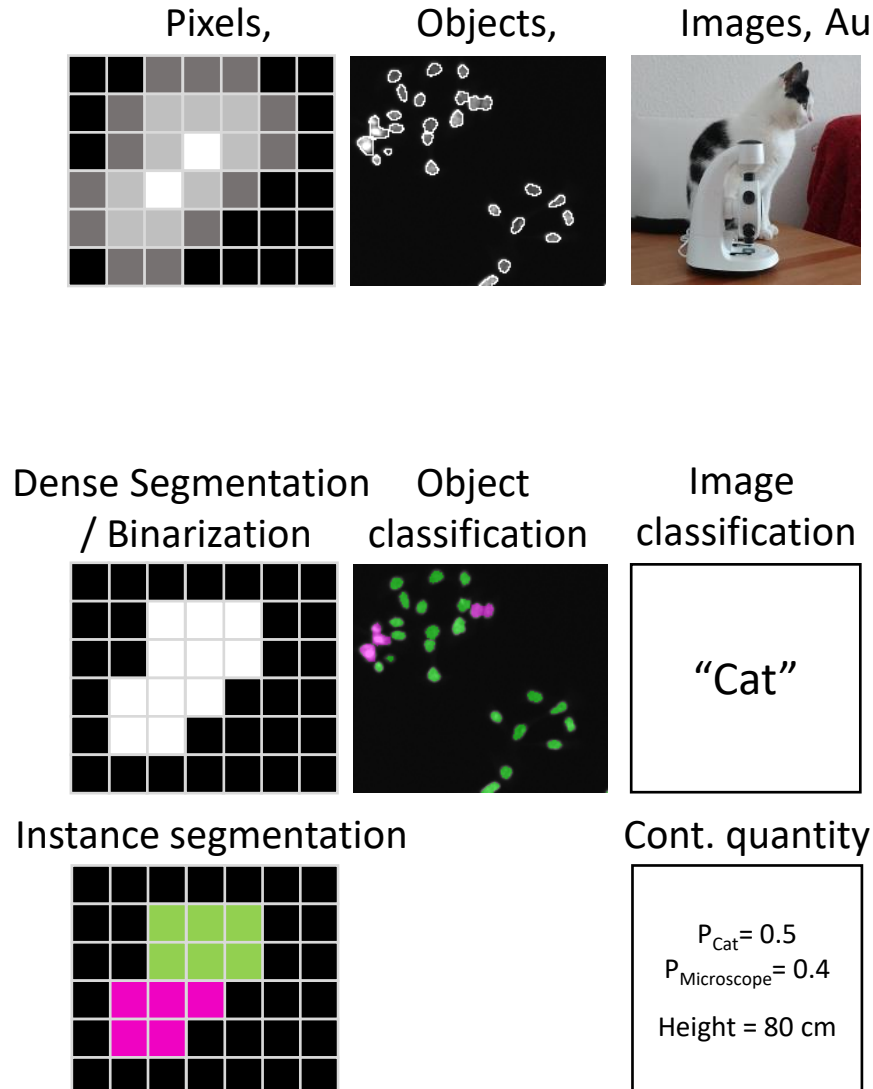 Pixels, Objects, Images, Au
Dense Segmentation Object Image
/ Binarization classification classification
“Cat”
Instance segmentation Cont. quantity
PCat= 0.5
PMicroscope= 0.4
Height = 80 cm